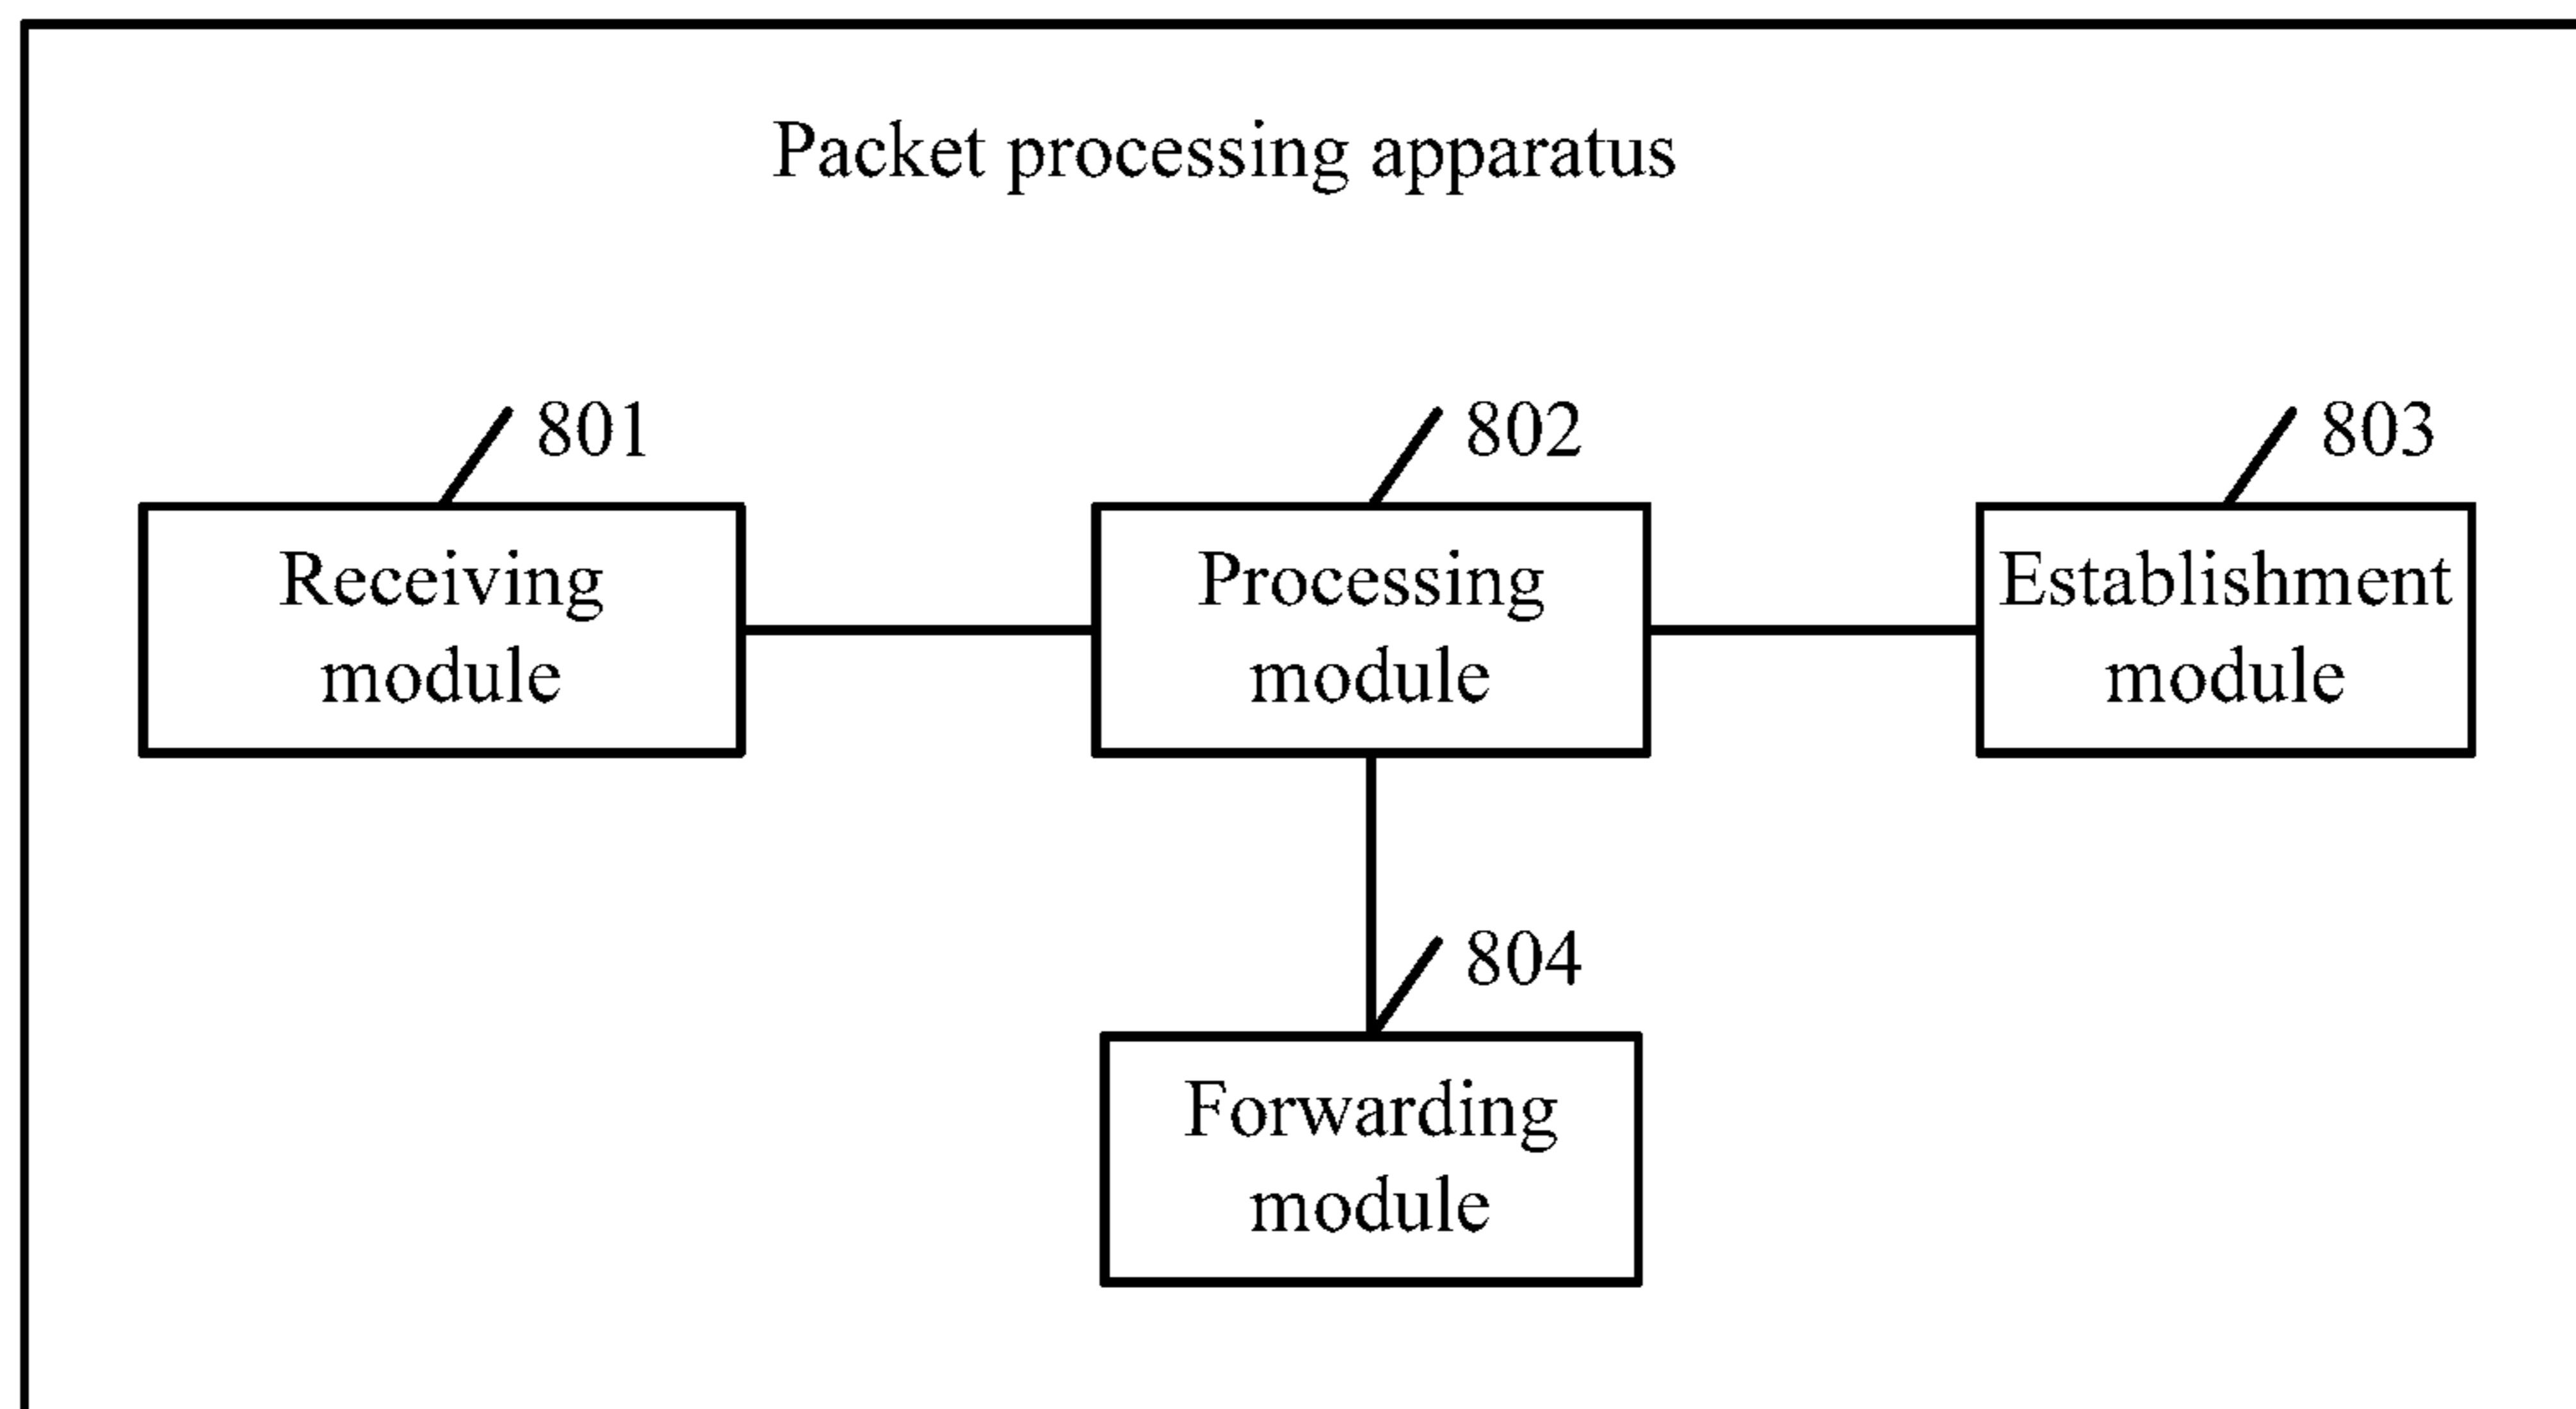 Packet processing apparatus
801
802
803
Receiving
module
Processing
module
Establishment
module
804
Forwarding
module